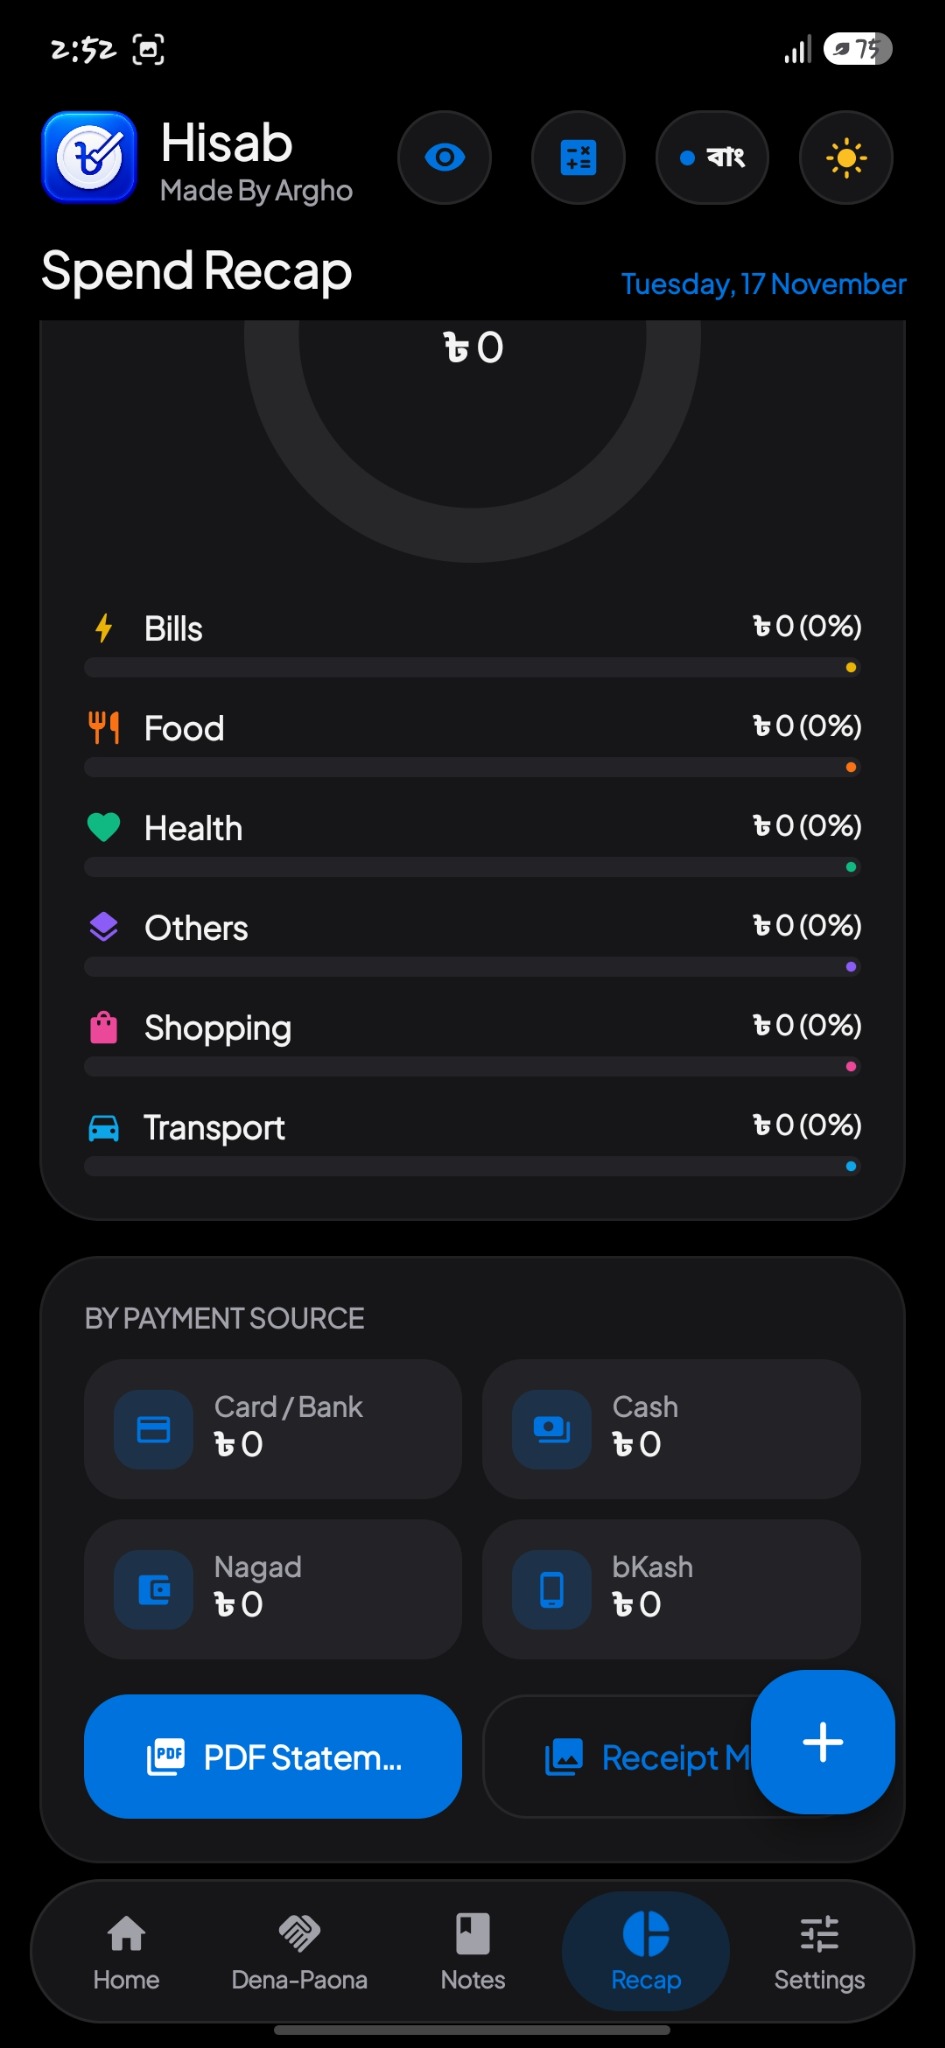 2:52
75
Hisab
Made By Argho
বাং
Spend Recap
Tuesday, 17 November
৳ 0
Bills
৳ 0 (0%)
Food
৳ 0 (0%)
Health
৳ 0 (0%)
Others
৳ 0 (0%)
Shopping
৳ 0 (0%)
Transport
৳ 0 (0%)
BY PAYMENT SOURCE
Card / Bank
৳ 0
Cash
৳ 0
Nagad
৳ 0
bKash
৳ 0
PDF
PDF Statem...
Receipt M
Home
Dena-Paona
Notes
Recap
Settings